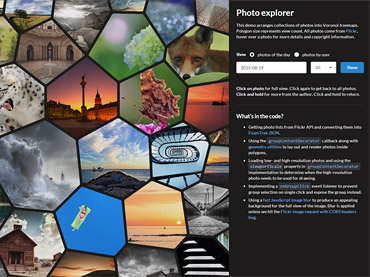 Photo explorer
This demo arranges collections of photos into Voronoi treemaps.
Polygon size represents view count. All photos come from Flickr,
hover over a photo for more details and copyright information.
Show photos of the day photos by user
2015-08-19 50 Show
Click on photo for full view. Click again to get back to all photos.
Click and hold for more from the author. Click and hold to return.
What's in the code?
Getting photo lists from Flickr API and converting them into
FoamTree JSON.
Using the groupContentDecorator callback along with
geometry utilities to lay out and render photos inside
polygons.
Loading low- and high-resolution photos and using the
viewportScale property in groupContentDecorator
implementation to determine when the high-resolution
photo needs to be used for drawing.
Implementing a onGroupClick event listener to prevent
group selection on single click and expose the group instead.
Using a fast JavaScript image blur to produce an appealing
background for the full view of the image. Blur is applied
unless we hit the Flickr image request with CORS headers
bug.